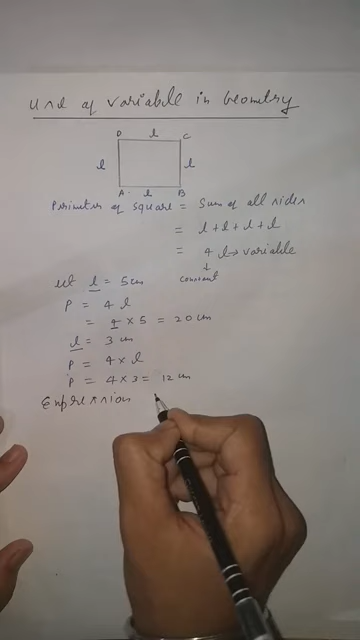 Use of variable in Geometry
D l C
l l
A l B
Perimeter of Square = Sum of all sides
= l + l + l + l
= 4 l → variable
↓
constant
let l = 5 cm
P = 4 l
= 4 × 5 = 20 cm
l = 3 cm
P = 4 × l
P = 4 × 3 = 12 cm
Expression